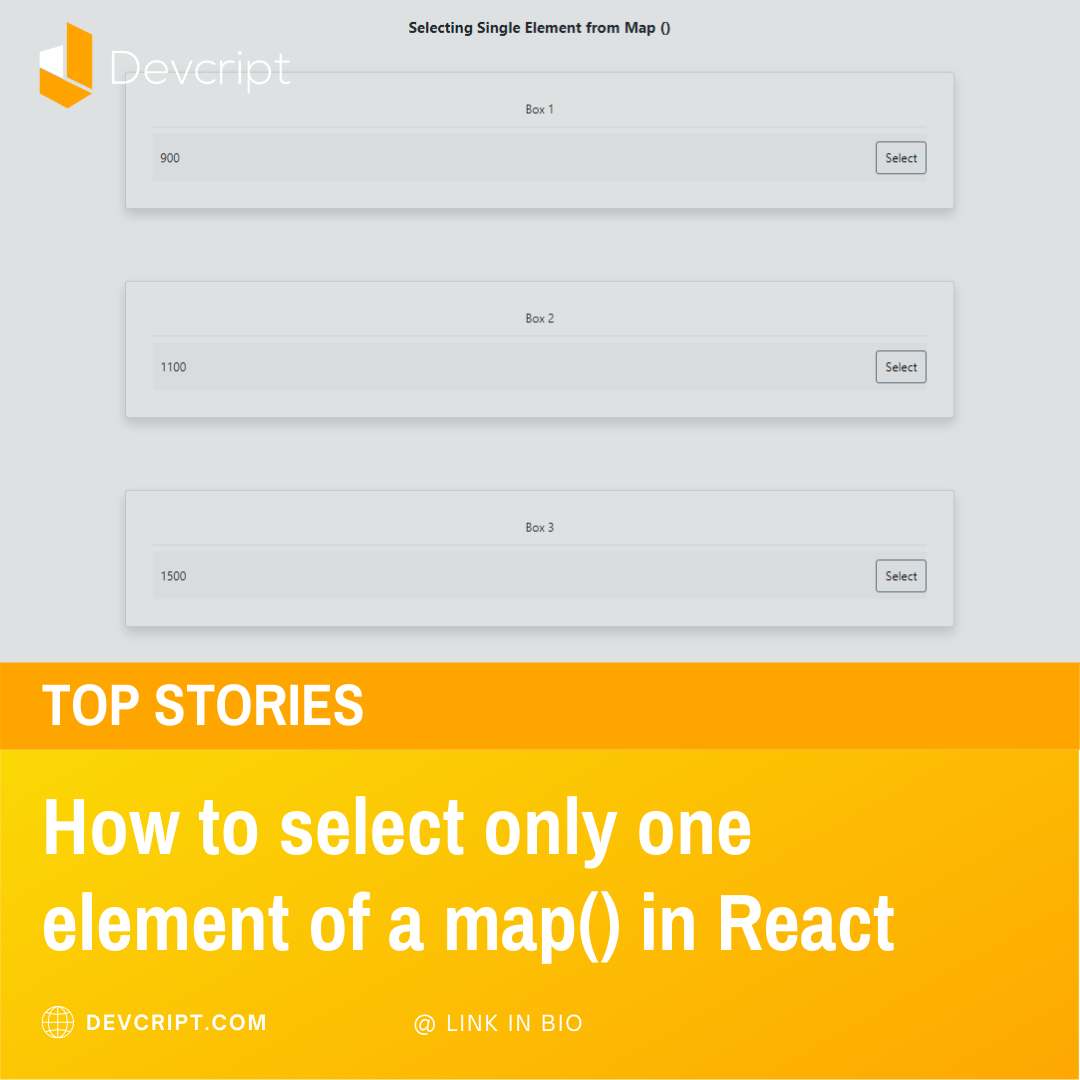 Selecting Single Element from Map ()
Devcript
Box 1
900
Select
Box 2
1100
Select
Box 3
1500
Select
TOP STORIES
How to select only one
element of a map() in React
DEVCRIPT.COM
@ LINK IN BIO